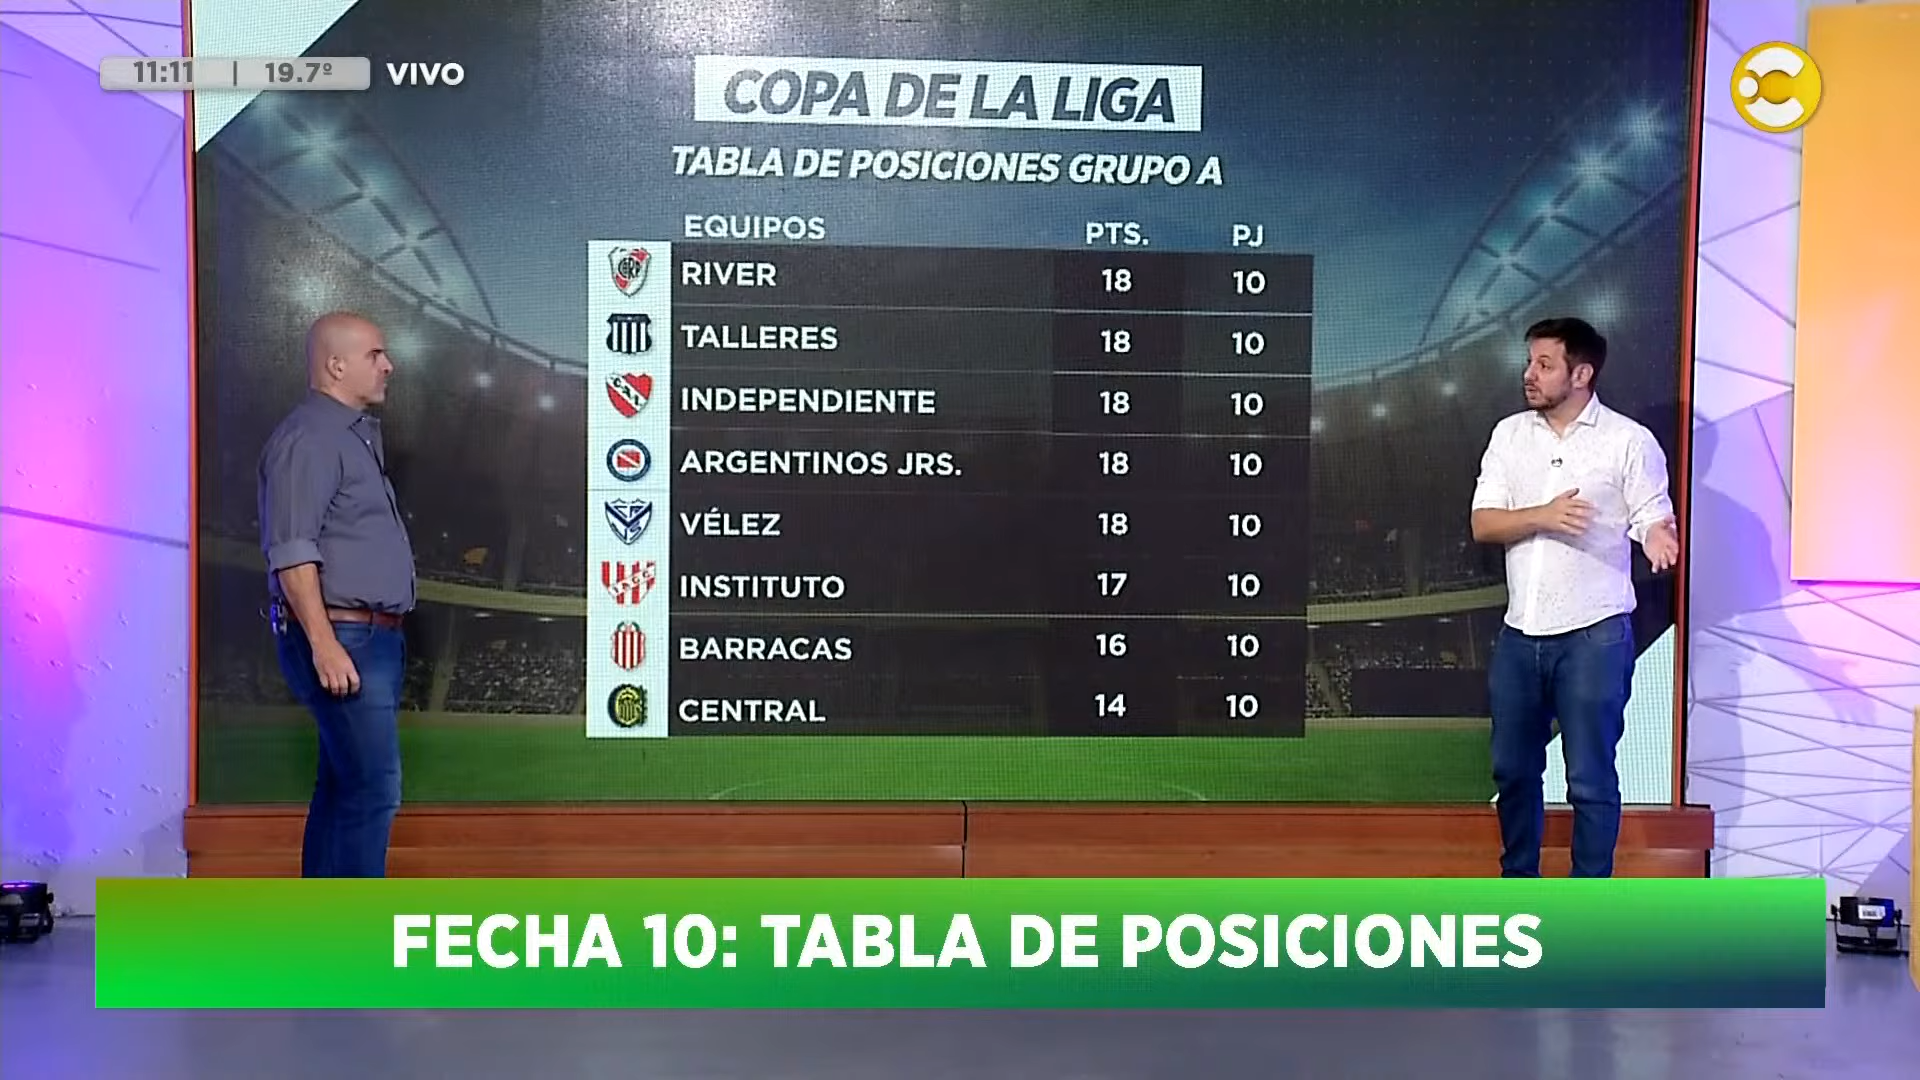 11:11 | 19.7º VIVO
COPA DE LA LIGA
TABLA DE POSICIONES GRUPO A
EQUIPOS PTS. PJ
RIVER 18 10
TALLERES 18 10
INDEPENDIENTE 18 10
ARGENTINOS JRS. 18 10
VÉLEZ 18 10
INSTITUTO 17 10
BARRACAS 16 10
CENTRAL 14 10
FECHA 10: TABLA DE POSICIONES